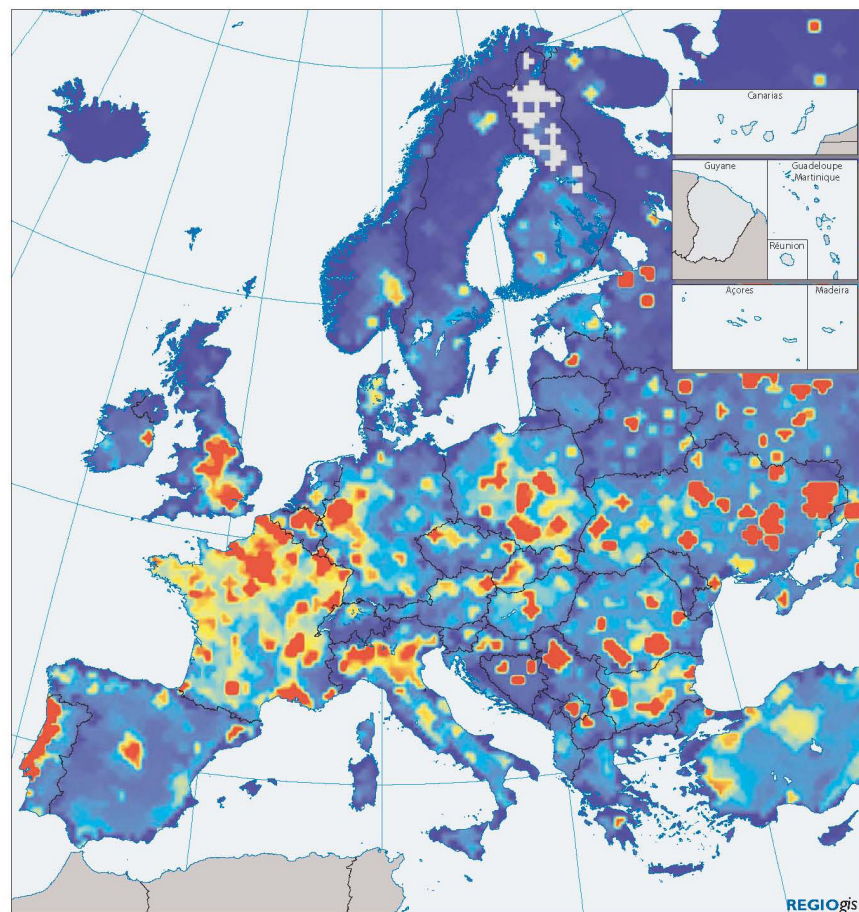 Canarias
Guyane
Guadeloupe
Martinique
Réunion
Açores
Madeira
REGIOgis